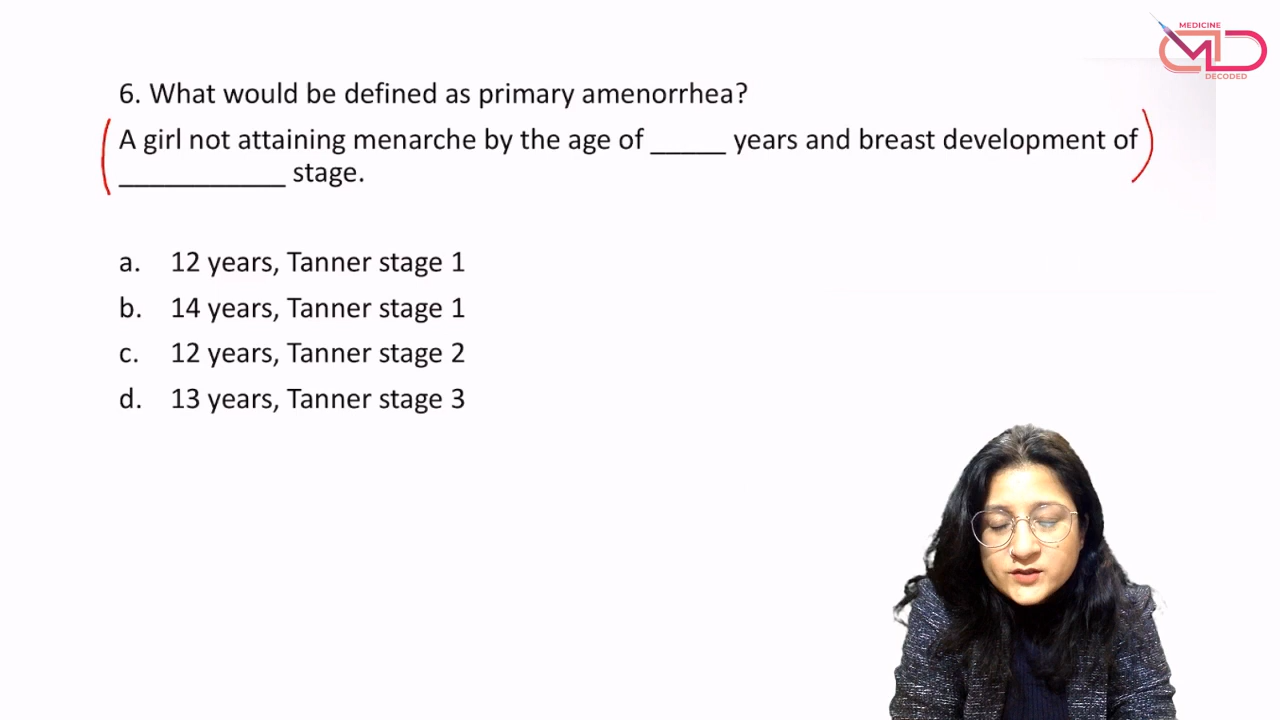 MEDICINE
MD
DECODED
6. What would be defined as primary amenorrhea?
A girl not attaining menarche by the age of _____ years and breast development of
___________ stage.
a. 12 years, Tanner stage 1
b. 14 years, Tanner stage 1
c. 12 years, Tanner stage 2
d. 13 years, Tanner stage 3